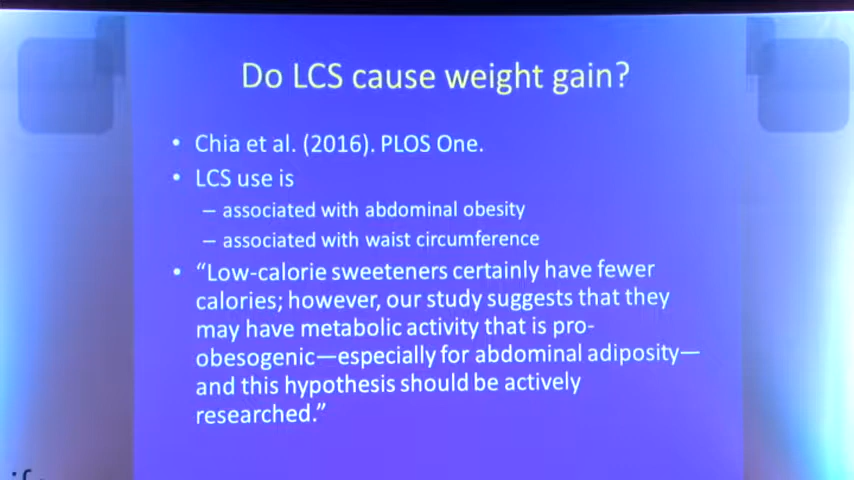 Do LCS cause weight gain?
• Chia et al. (2016). PLOS One.
• LCS use is
– associated with abdominal obesity
– associated with waist circumference
• “Low-calorie sweeteners certainly have fewer
calories; however, our study suggests that they
may have metabolic activity that is pro-
obesogenic—especially for abdominal adiposity—
and this hypothesis should be actively
researched.”